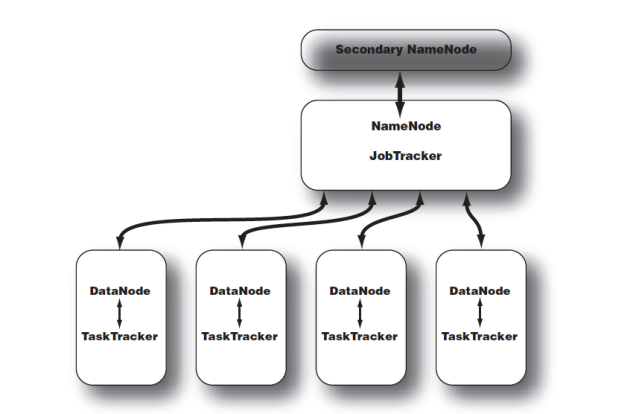 Secondary NameNode
NameNode
JobTracker
DataNode
TaskTracker
DataNode
TaskTracker
DataNode
TaskTracker
DataNode
TaskTracker